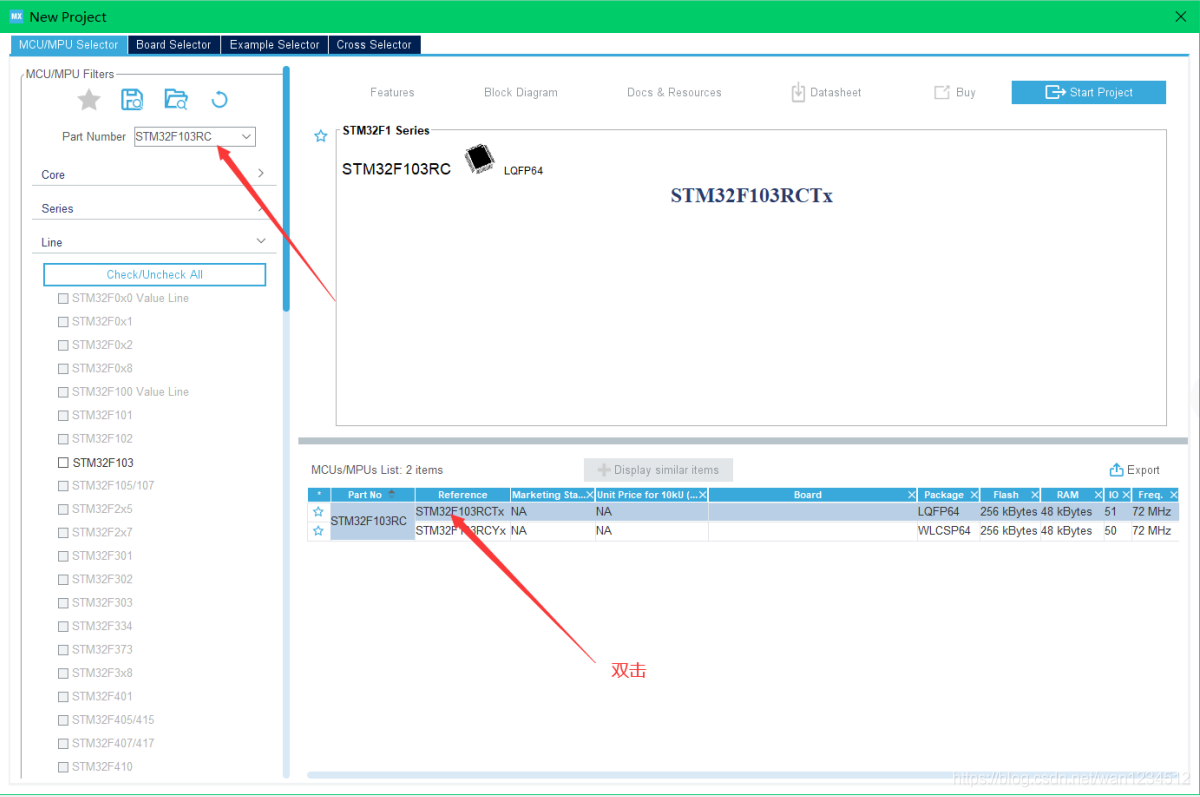 MX New Project
MCU/MPU Selector Board Selector Example Selector Cross Selector
MCU/MPU Filters
Part Number STM32F103RC
Core
Series
Line
Check/Uncheck All
STM32F0x0 Value Line
STM32F0x1
STM32F0x2
STM32F0x8
STM32F100 Value Line
STM32F101
STM32F102
STM32F103
STM32F105/107
STM32F2x5
STM32F2x7
STM32F301
STM32F302
STM32F303
STM32F334
STM32F373
STM32F3x8
STM32F401
STM32F405/415
STM32F407/417
STM32F410
Features Block Diagram Docs & Resources Datasheet Buy Start Project
STM32F1 Series
STM32F103RC LQFP64
STM32F103RCTx
MCUs/MPUs List: 2 items Display similar items Export
* Part No Reference Marketing Sta... Unit Price for 10kU (... Board Package Flash RAM IO Freq.
STM32F103RC
STM32F103RCTx NA NA LQFP64 256 kBytes 48 kBytes 51 72 MHz
STM32F103RCYx NA NA WLCSP64 256 kBytes 48 kBytes 50 72 MHz
双击
https://blog.csdn.net/wan1234512